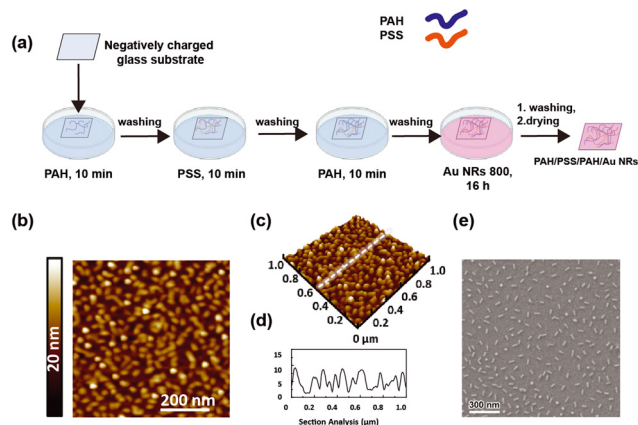 PAH
PSS
(a)
Negatively charged
glass substrate
washing
washing
washing
1. washing,
2.drying
PAH, 10 min
PSS, 10 min
PAH, 10 min
Au NRs 800,
16 h
PAH/PSS/PAH/Au NRs
(b)
20 nm
200 nm
(c)
1.0
0.8
0.6
0.4
0.2
0 µm
0.2
0.4
0.6
0.8
1.0
(d)
15
10
5
0
0
0.2
0.4
0.6
0.8
1.0
Section Analysis (µm)
(e)
300 nm